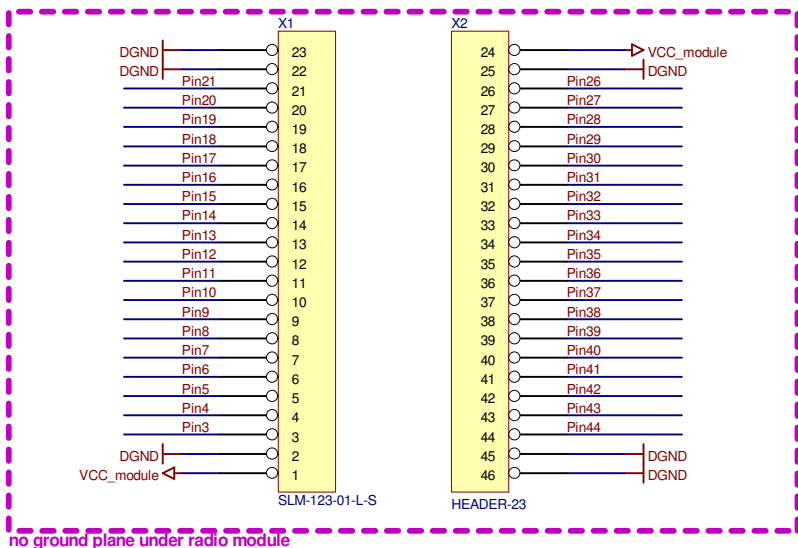 X1 X2
DGND 23 24 VCC_module
DGND 22 25 DGND
Pin21 21 26 Pin26
Pin20 20 27 Pin27
Pin19 19 28 Pin28
Pin18 18 29 Pin29
Pin17 17 30 Pin30
Pin16 16 31 Pin31
Pin15 15 32 Pin32
Pin14 14 33 Pin33
Pin13 13 34 Pin34
Pin12 12 35 Pin35
Pin11 11 36 Pin36
Pin10 10 37 Pin37
Pin9 9 38 Pin38
Pin8 8 39 Pin39
Pin7 7 40 Pin40
Pin6 6 41 Pin41
Pin5 5 42 Pin42
Pin4 4 43 Pin43
Pin3 3 44 Pin44
DGND 2 45 DGND
VCC_module 1 46 DGND
SLM-123-01-L-S HEADER-23
no ground plane under radio module